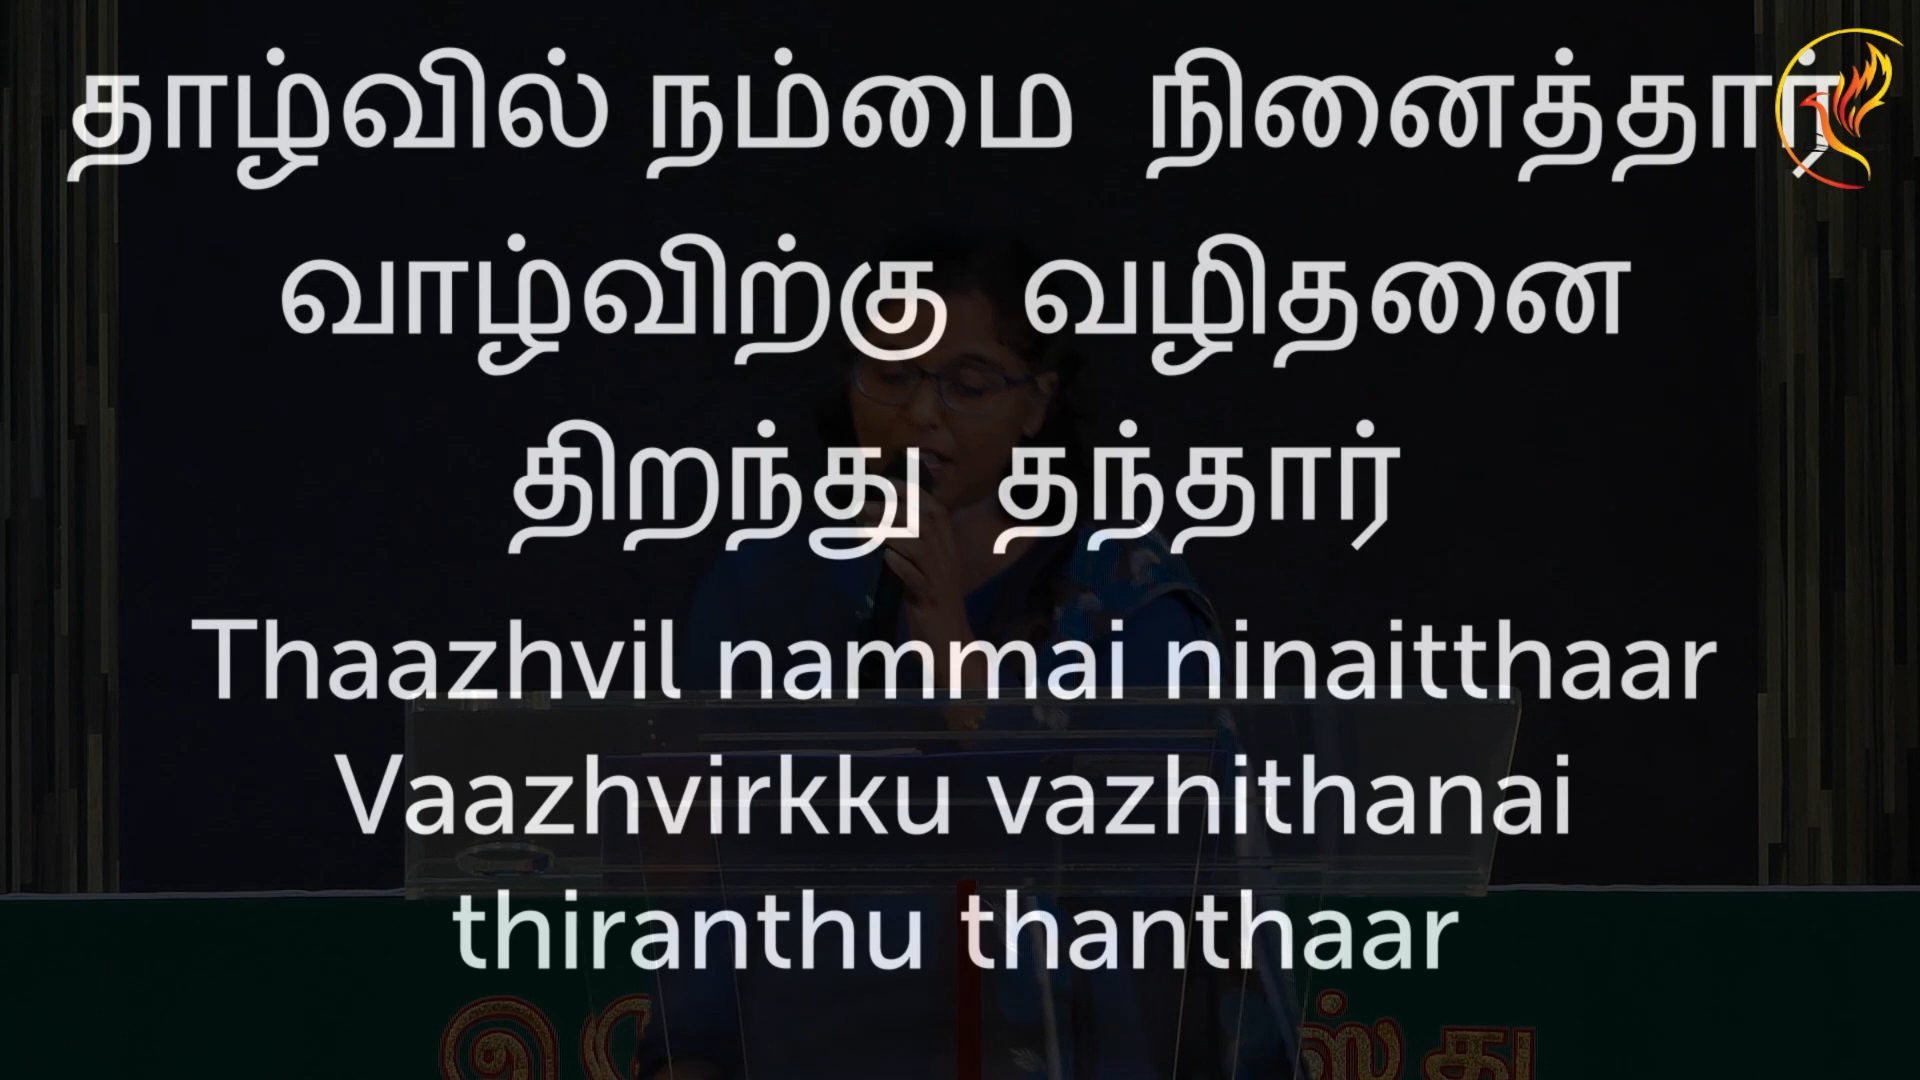 தாழ்வில் நம்மை நினைத்தார்
வாழ்விற்கு வழிதனை
திறந்து தந்தார்
Thaazhvil nammai ninaitthaar
Vaazhvirkku vazhithanai
thiranthu thanthaar